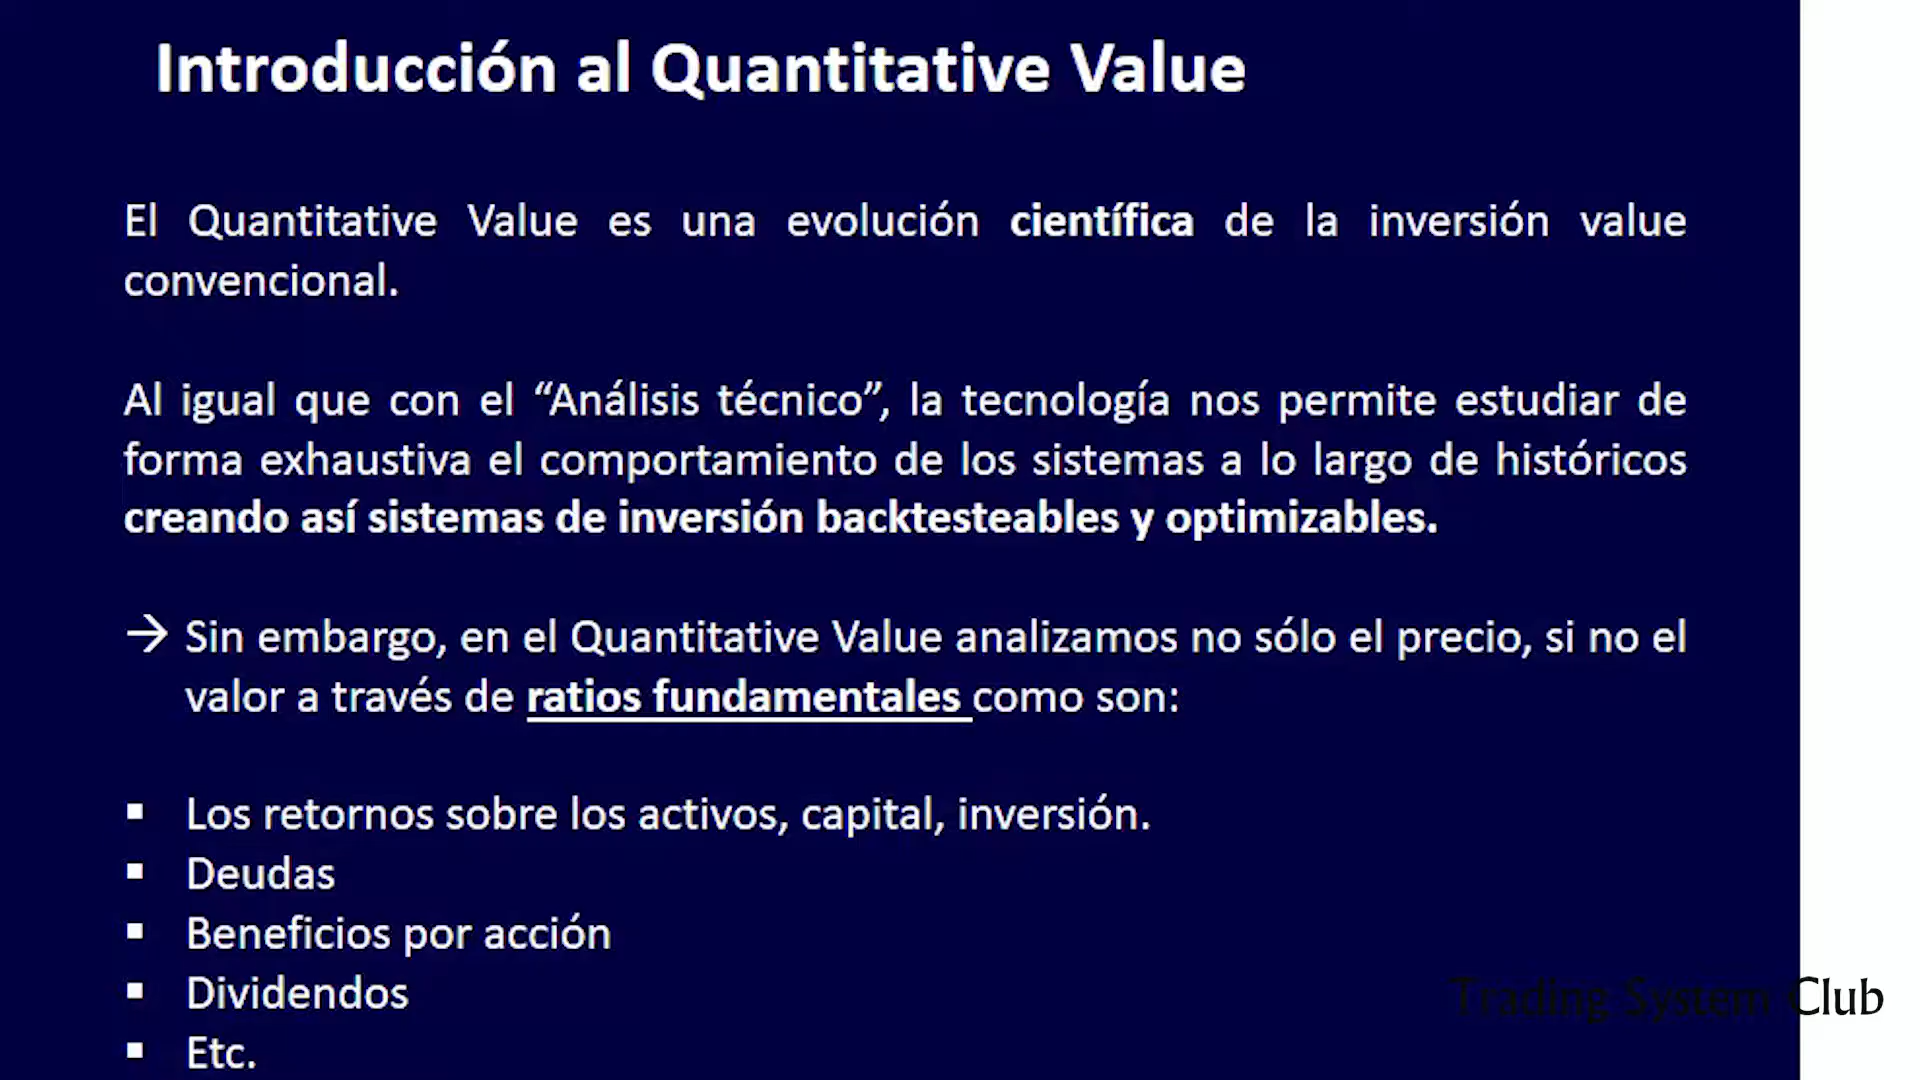 Introducción al Quantitative Value
El Quantitative Value es una evolución científica de la inversión value
convencional.
Al igual que con el “Análisis técnico”, la tecnología nos permite estudiar de
forma exhaustiva el comportamiento de los sistemas a lo largo de históricos
creando así sistemas de inversión backtesteables y optimizables.
→ Sin embargo, en el Quantitative Value analizamos no sólo el precio, si no el
valor a través de ratios fundamentales como son:
▪ Los retornos sobre los activos, capital, inversión.
▪ Deudas
▪ Beneficios por acción
▪ Dividendos
▪ Etc.
Trading System Club